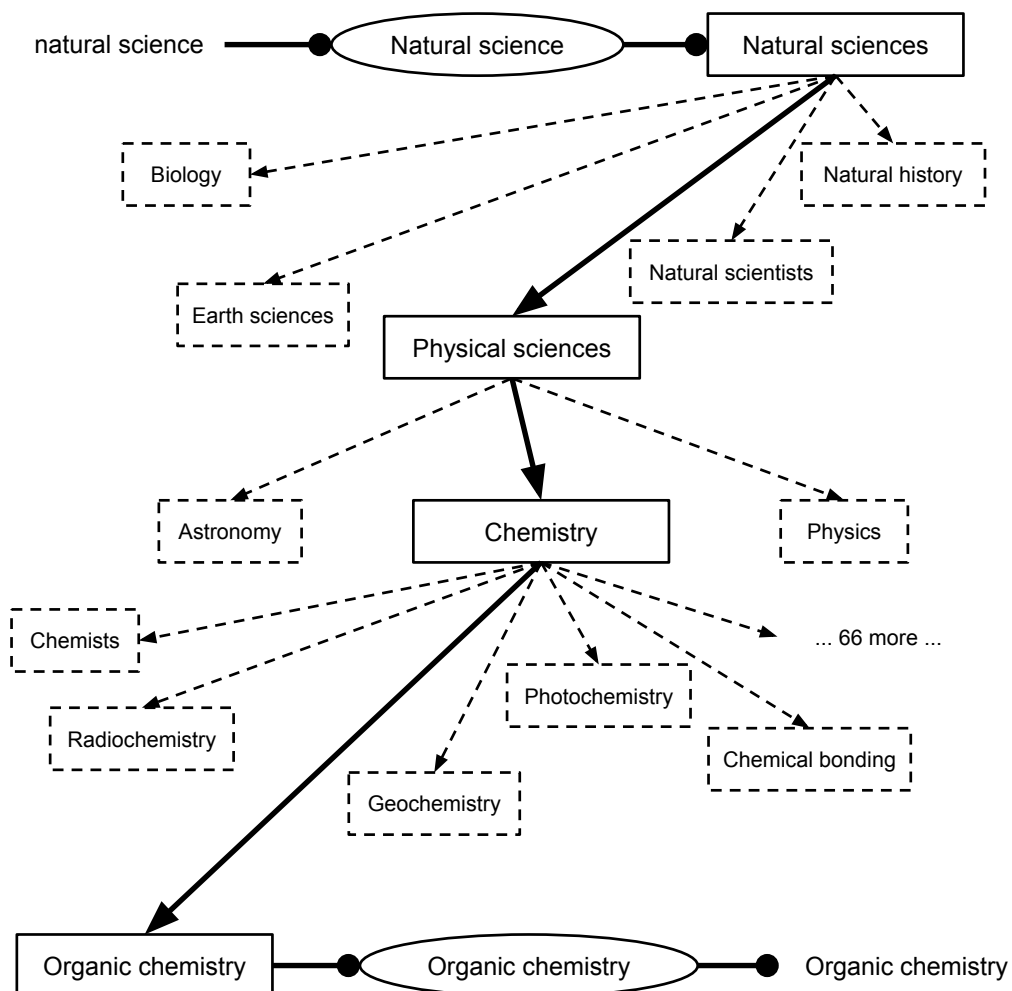 natural science
Natural science
Natural sciences
Biology
Natural history
Natural scientists
Earth sciences
Physical sciences
Astronomy
Chemistry
Physics
Chemists
... 66 more ...
Photochemistry
Radiochemistry
Chemical bonding
Geochemistry
Organic chemistry
Organic chemistry
Organic chemistry